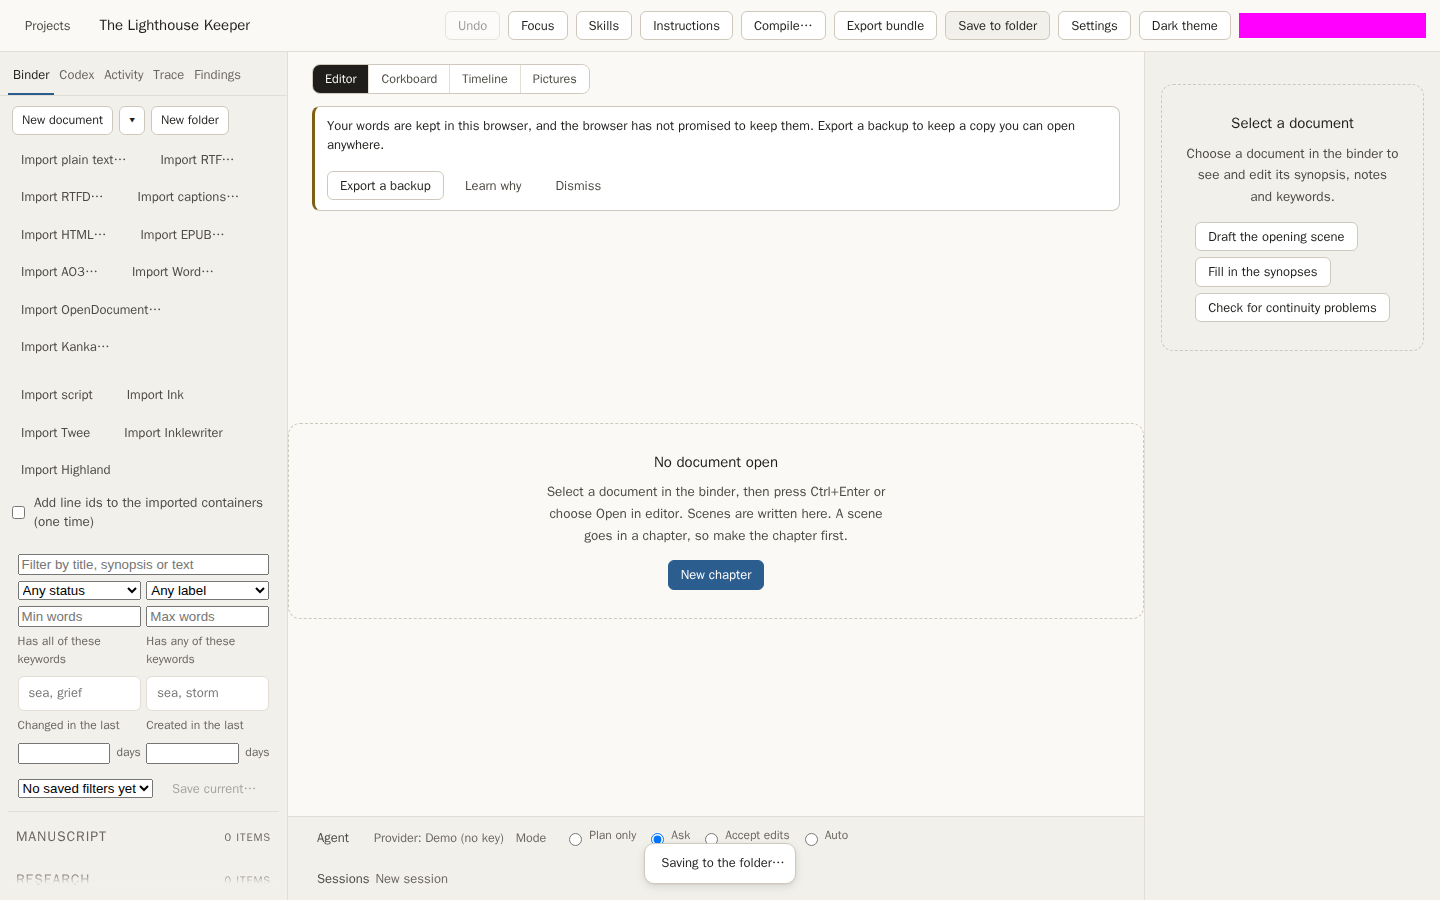 Projects
The Lighthouse Keeper
Undo
Focus
Skills
Instructions
Compile⋯
Export bundle
Save to folder
Settings
Dark theme
Binder
Codex
Activity
Trace
Findings
New document
▾
New folder
Import plain text⋯
Import RTF⋯
Import RTFD⋯
Import captions⋯
Import HTML⋯
Import EPUB⋯
Import AO3⋯
Import Word⋯
Import OpenDocument⋯
Import Kanka⋯
Import script
Import Ink
Import Twee
Import Inklewriter
Import Highland
Add line ids to the imported containers
(one time)
Filter by title, synopsis or text
Any status
Any label
Min words
Max words
Has all of these
keywords
Has any of these
keywords
sea, grief
sea, storm
Changed in the last
Created in the last
days
days
No saved filters yet
Save current⋯
MANUSCRIPT
0 ITEMS
RESEARCH
0 ITEMS
Editor
Corkboard
Timeline
Pictures
Your words are kept in this browser, and the browser has not promised to keep them. Export a backup to keep a copy you can open
anywhere.
Export a backup
Learn why
Dismiss
No document open
Select a document in the binder, then press Ctrl+Enter or
choose Open in editor. Scenes are written here. A scene
goes in a chapter, so make the chapter first.
New chapter
Agent
Provider: Demo (no key)
Mode
Plan only
Ask
Accept edits
Auto
Saving to the folder⋯
Sessions
New session
Select a document
Choose a document in the binder to
see and edit its synopsis, notes
and keywords.
Draft the opening scene
Fill in the synopses
Check for continuity problems